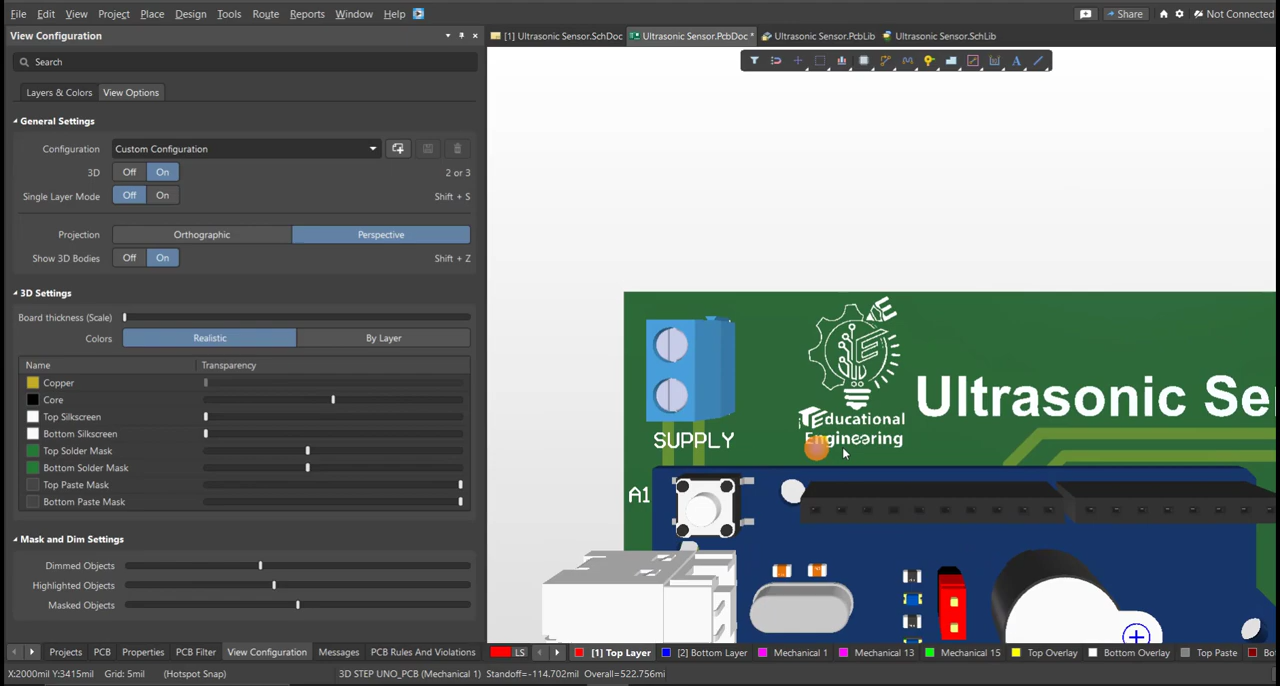 File Edit View Project Place Design Tools Route Reports Window Help Share Not Connected
View Configuration
[1] Ultrasonic Sensor.SchDoc Ultrasonic Sensor.PcbDoc * Ultrasonic Sensor.PcbLib Ultrasonic Sensor.SchLib
Search
Layers & Colors View Options
General Settings
Configuration Custom Configuration
3D Off On 2 or 3
Single Layer Mode Off On Shift + S
Projection Orthographic Perspective
Show 3D Bodies Off On Shift + Z
3D Settings
Board thickness (Scale)
Colors Realistic By Layer
Name Transparency
Copper
Core
Top Silkscreen
Bottom Silkscreen
Top Solder Mask
Bottom Solder Mask
Top Paste Mask
Bottom Paste Mask
Mask and Dim Settings
Dimmed Objects
Highlighted Objects
Masked Objects
Educational
Engineering
Ultrasonic Se
SUPPLY
A1
Projects PCB Properties PCB Filter View Configuration Messages PCB Rules And Violations
LS [1] Top Layer [2] Bottom Layer Mechanical 1 Mechanical 13 Mechanical 15 Top Overlay Bottom Overlay Top Paste Bo
X:2000mil Y:3415mil Grid: 5mil (Hotspot Snap) 3D STEP UNO_PCB (Mechanical 1) Standoff=-114.702mil Overall=522.756mi